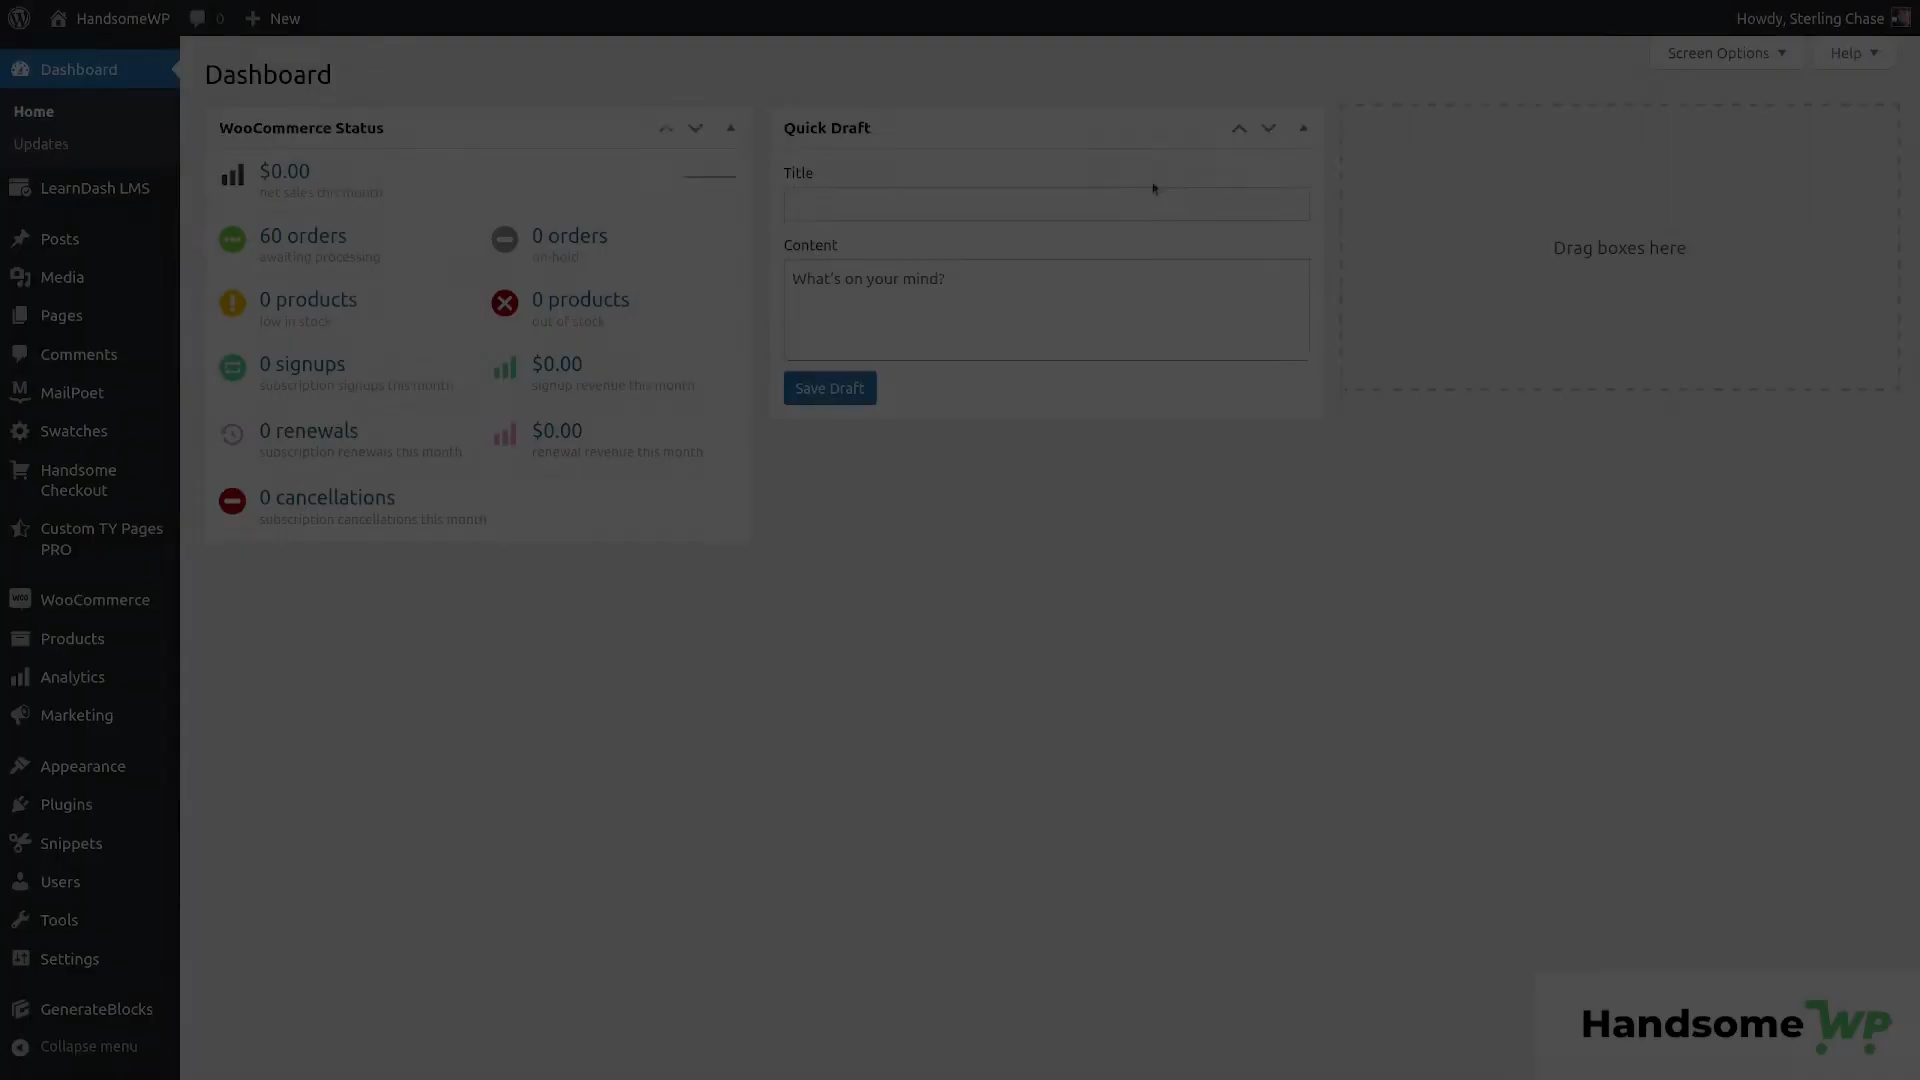 HandsomeWP
0
New
Howdy, Sterling Chase
Dashboard
Home
Updates
LearnDash LMS
Posts
Media
Pages
Comments
MailPoet
Swatches
Handsome
Checkout
Custom TY Pages
PRO
WooCommerce
Products
Analytics
Marketing
Appearance
Plugins
Snippets
Users
Tools
Settings
GenerateBlocks
Collapse menu
Screen Options
Help
Dashboard
WooCommerce Status
$0.00
net sales this month
60 orders
awaiting processing
0 orders
on-hold
0 products
low in stock
0 products
out of stock
0 signups
subscription signups this month
$0.00
signup revenue this month
0 renewals
subscription renewals this month
$0.00
renewal revenue this month
0 cancellations
subscription cancellations this month
Quick Draft
Title
Content
What's on your mind?
Save Draft
Drag boxes here
HandsomeWP